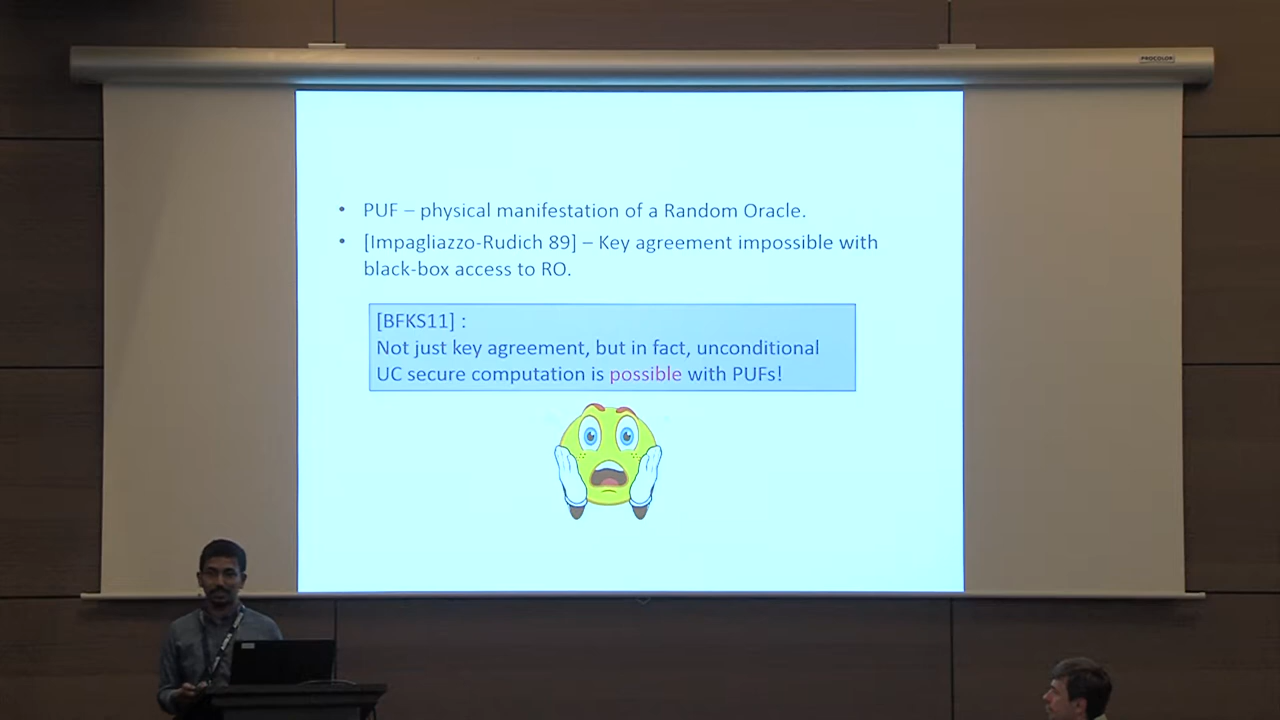 PROCOLOR
• PUF – physical manifestation of a Random Oracle.
• [Impagliazzo-Rudich 89] – Key agreement impossible with
black-box access to RO.
[BFKS11] :
Not just key agreement, but in fact, unconditional
UC secure computation is possible with PUFs!